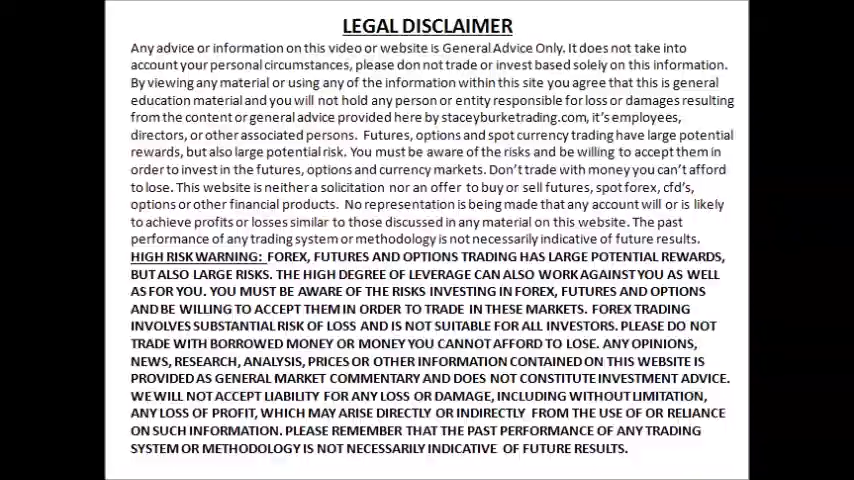 LEGAL DISCLAIMER
Any advice or information on this video or website is General Advice Only. It does not take into
account your personal circumstances, please don not trade or invest based solely on this information.
By viewing any material or using any of the information within this site you agree that this is general
education material and you will not hold any person or entity responsible for loss or damages resulting
from the content or general advice provided here by staceyburketrading.com, it's employees,
directors, or other associated persons. Futures, options and spot currency trading have large potential
rewards, but also large potential risk. You must be aware of the risks and be willing to accept them in
order to invest in the futures, options and currency markets. Don't trade with money you can't afford
to lose. This website is neither a solicitation nor an offer to buy or sell futures, spot forex, cfd's,
options or other financial products. No representation is being made that any account will or is likely
to achieve profits or losses similar to those discussed in any material on this website. The past
performance of any trading system or methodology is not necessarily indicative of future results.
HIGH RISK WARNING: FOREX, FUTURES AND OPTIONS TRADING HAS LARGE POTENTIAL REWARDS,
BUT ALSO LARGE RISKS. THE HIGH DEGREE OF LEVERAGE CAN ALSO WORK AGAINST YOU AS WELL
AS FOR YOU. YOU MUST BE AWARE OF THE RISKS INVESTING IN FOREX, FUTURES AND OPTIONS
AND BE WILLING TO ACCEPT THEM IN ORDER TO TRADE IN THESE MARKETS. FOREX TRADING
INVOLVES SUBSTANTIAL RISK OF LOSS AND IS NOT SUITABLE FOR ALL INVESTORS. PLEASE DO NOT
TRADE WITH BORROWED MONEY OR MONEY YOU CANNOT AFFORD TO LOSE. ANY OPINIONS,
NEWS, RESEARCH, ANALYSIS, PRICES OR OTHER INFORMATION CONTAINED ON THIS WEBSITE IS
PROVIDED AS GENERAL MARKET COMMENTARY AND DOES NOT CONSTITUTE INVESTMENT ADVICE.
WE WILL NOT ACCEPT LIABILITY FOR ANY LOSS OR DAMAGE, INCLUDING WITHOUT LIMITATION,
ANY LOSS OF PROFIT, WHICH MAY ARISE DIRECTLY OR INDIRECTLY FROM THE USE OF OR RELIANCE
ON SUCH INFORMATION. PLEASE REMEMBER THAT THE PAST PERFORMANCE OF ANY TRADING
SYSTEM OR METHODOLOGY IS NOT NECESSARILY INDICATIVE OF FUTURE RESULTS.